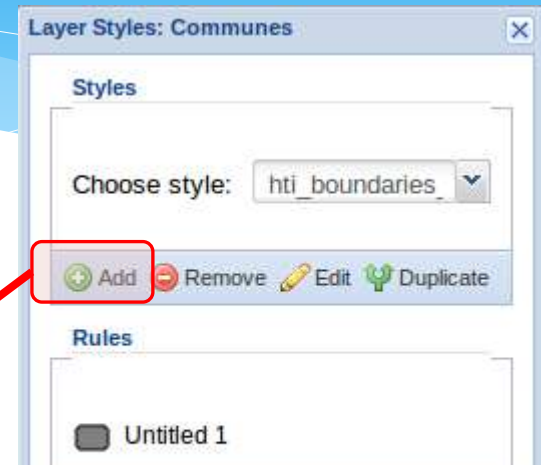 Layer Styles: Communes
Styles
Choose style: hti_boundaries_
Add Remove Edit Duplicate
Rules
Untitled 1